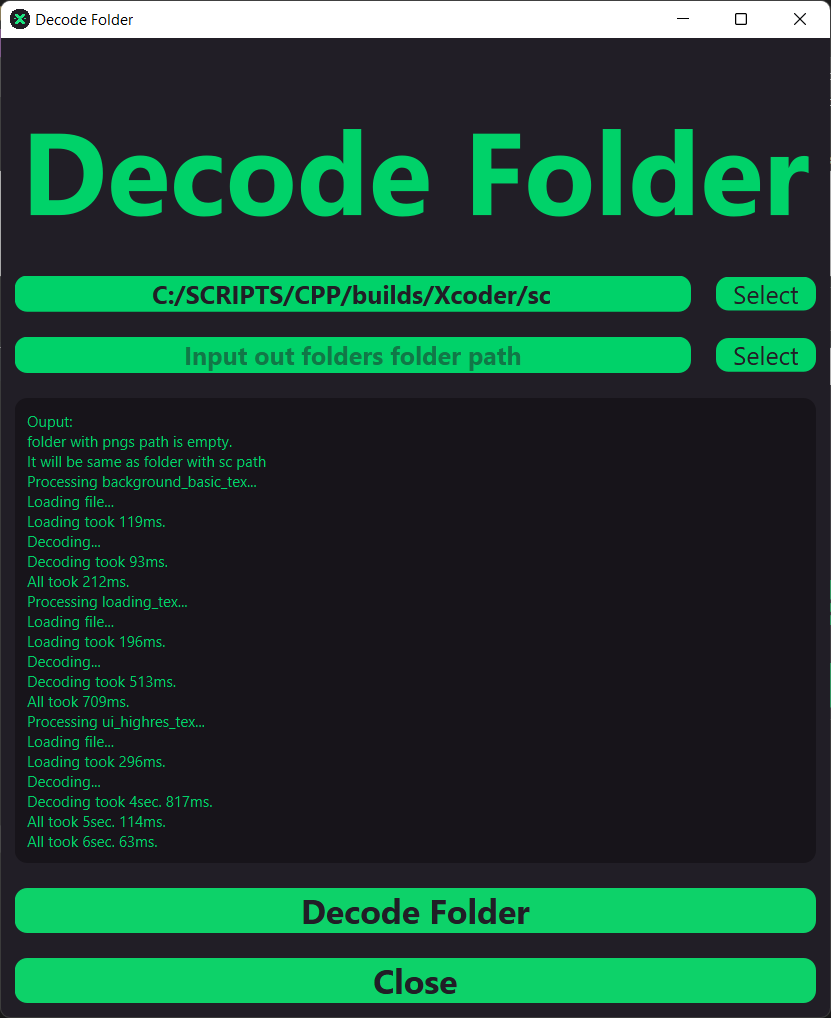 Decode Folder
Decode Folder
C:/SCRIPTS/CPP/builds/Xcoder/sc
Select
Input out folders folder path
Select
Ouput:
folder with pngs path is empty.
It will be same as folder with sc path
Processing background_basic_tex...
Loading file...
Loading took 119ms.
Decoding...
Decoding took 93ms.
All took 212ms.
Processing loading_tex...
Loading file...
Loading took 196ms.
Decoding...
Decoding took 513ms.
All took 709ms.
Processing ui_highres_tex...
Loading file...
Loading took 296ms.
Decoding...
Decoding took 4sec. 817ms.
All took 5sec. 114ms.
All took 6sec. 63ms.
Decode Folder
Close